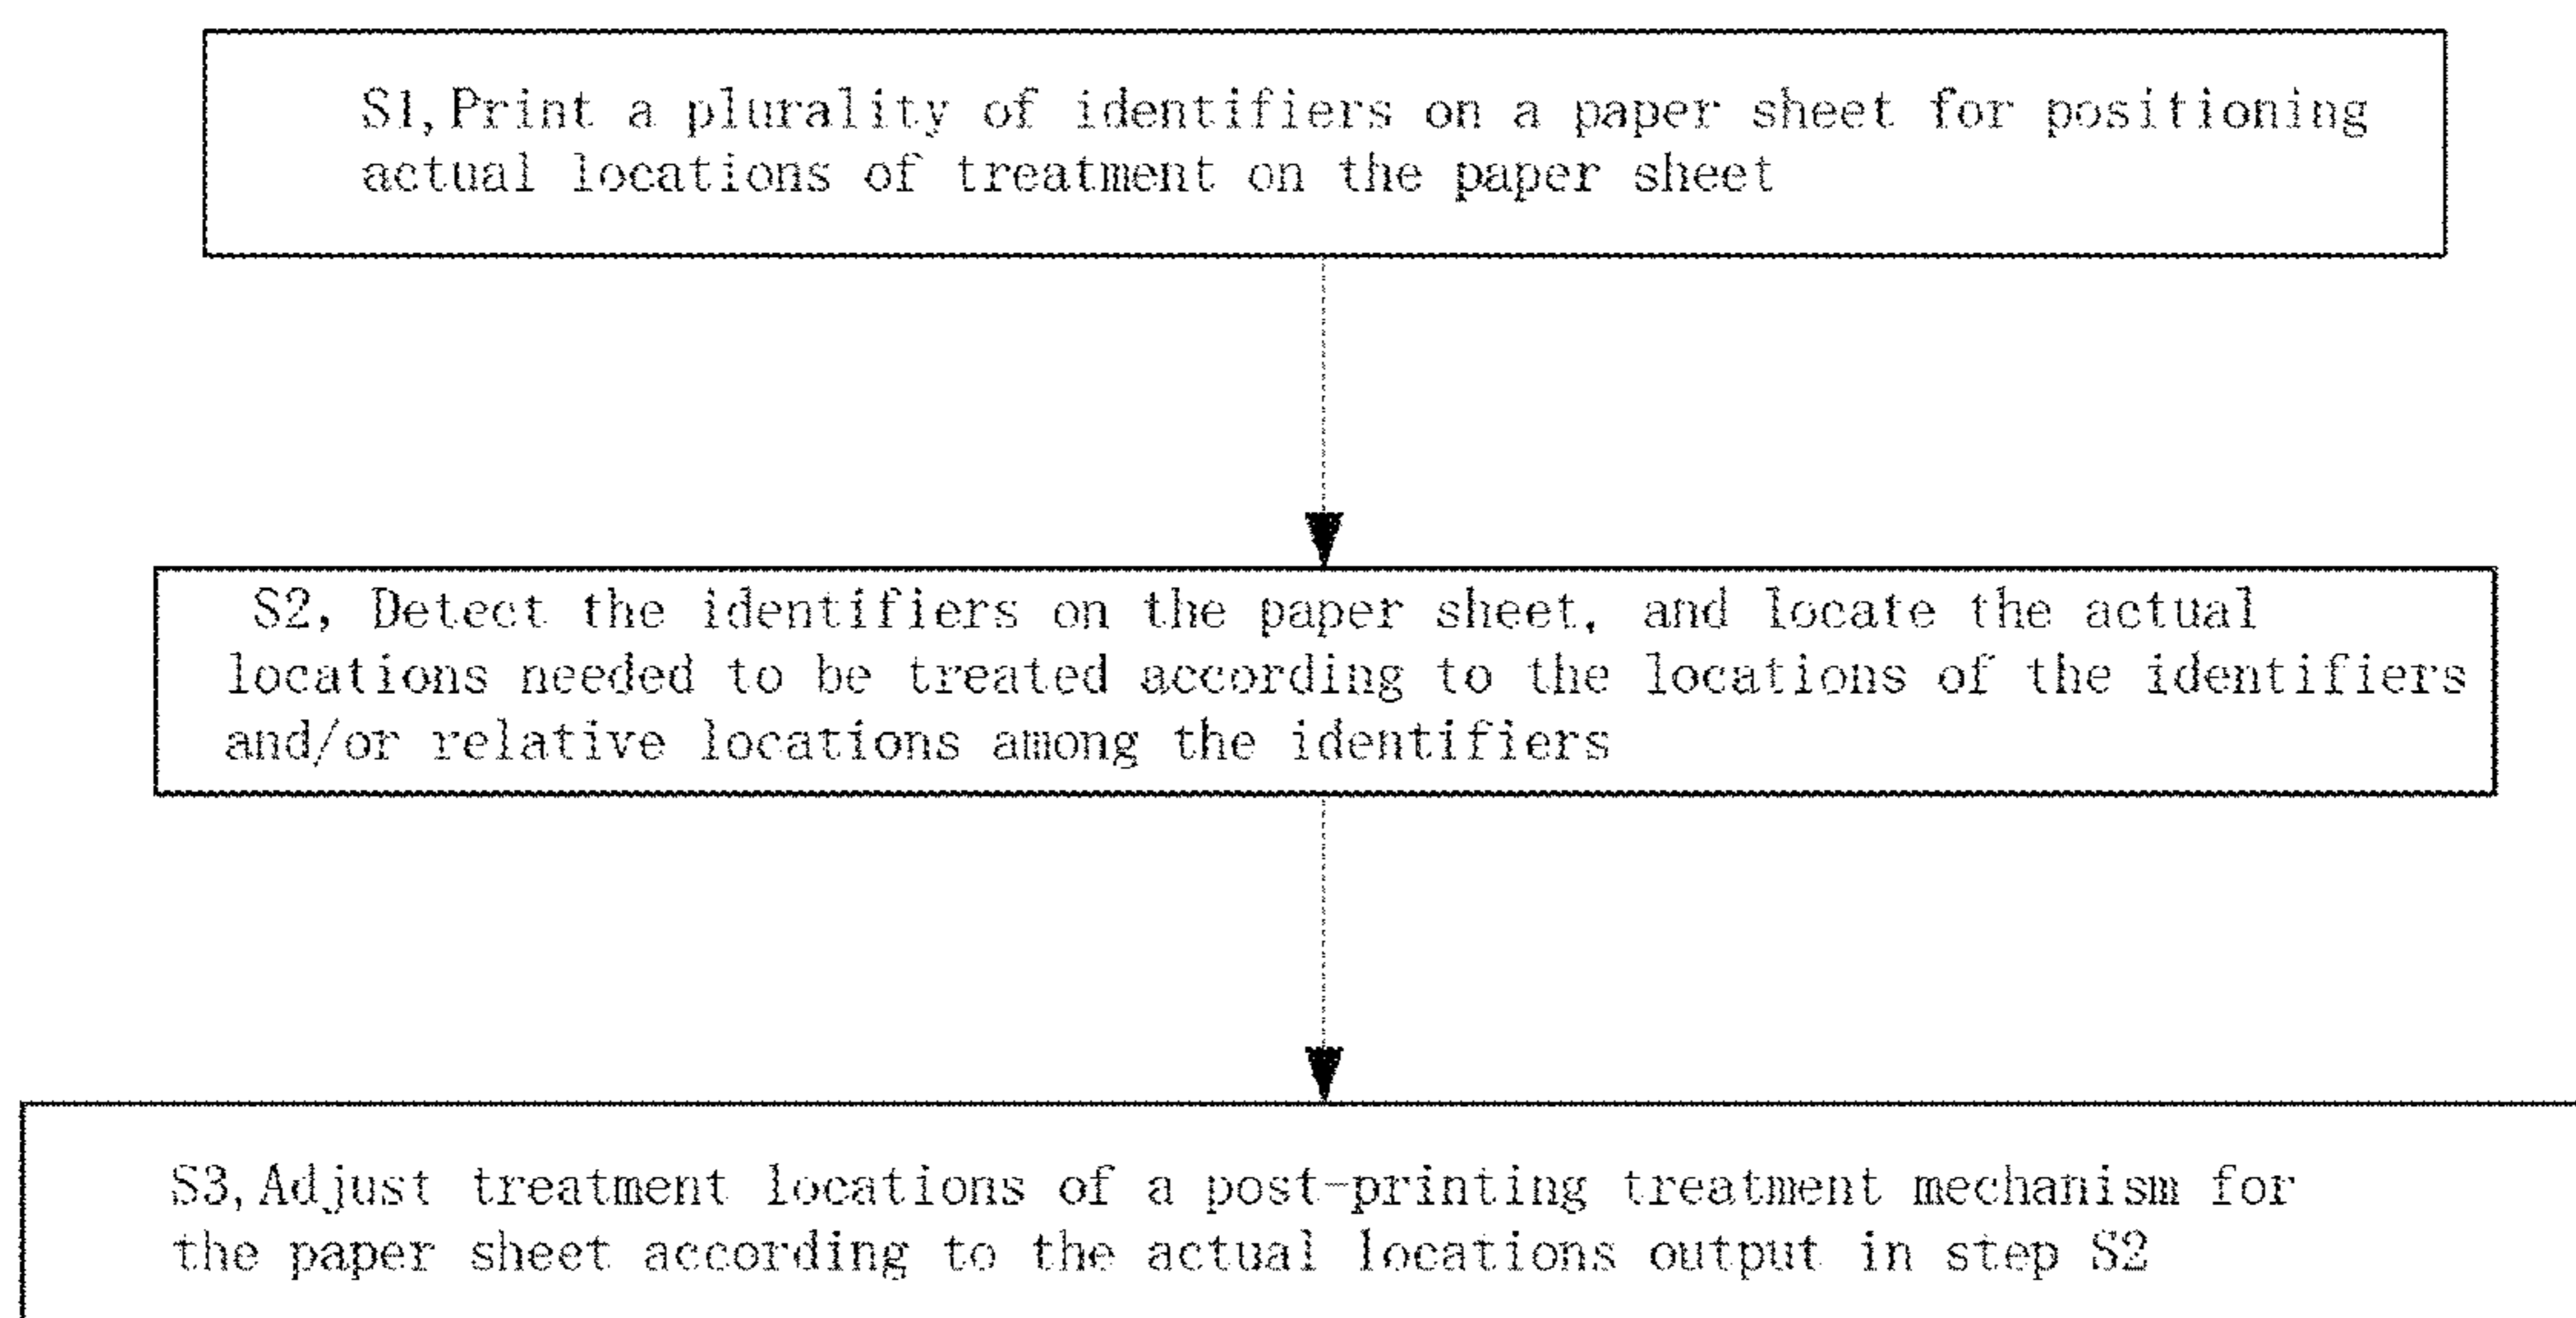 S1,Print a plurality of identifiers on a paper sheet for positioning
actual locations of treatment on the paper sheet
S2, Detect the identifiers on the paper sheet, and locate the actual
locations needed to be treated according to the locations of the identifiers
and/or relative locations among the identifiers
S3,Adjust treatment locations of a post-printing treatment mechanism for
the paper sheet according to the actual locations output in step S2